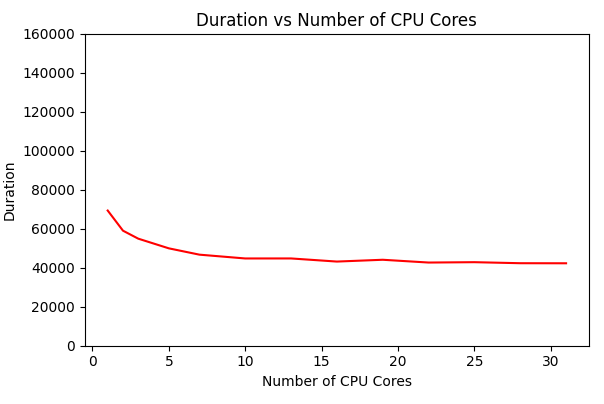 Duration vs Number of CPU Cores
160000
140000
120000
100000
80000
60000
40000
20000
0
Duration
0 5 10 15 20 25 30
Number of CPU Cores